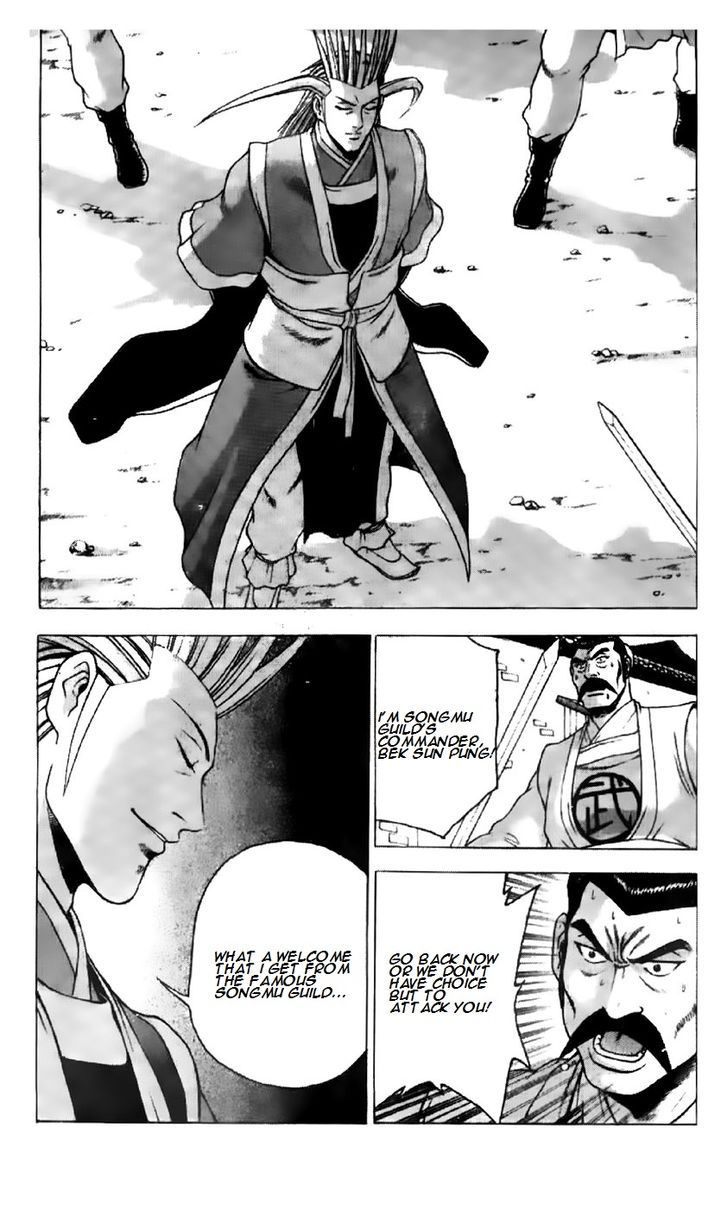 I'M SONGMU
GUILD'S
COMMANDER,
BEK SUN PUNG!
武
GO BACK NOW
OR WE DON'T
HAVE CHOICE
BUT TO
ATTACK YOU!
WHAT A WELCOME
THAT I GET FROM
THE FAMOUS
SONGMU GUILD...